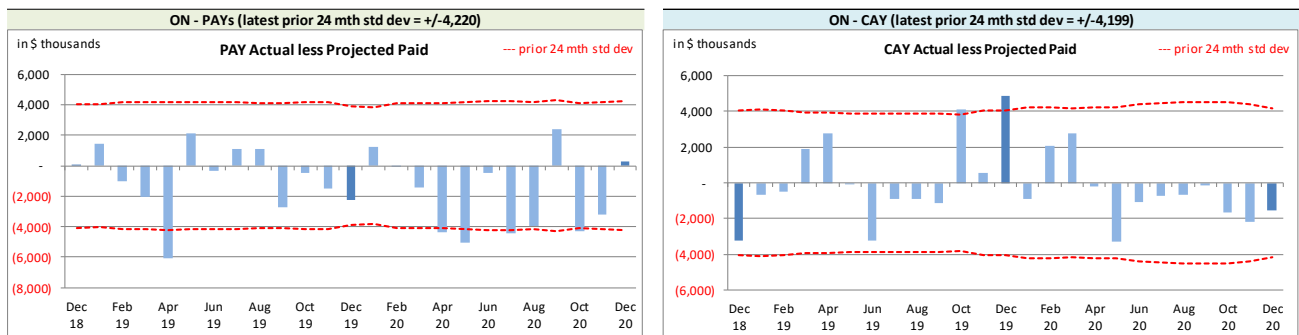 ON - PAYs (latest prior 24 mth std dev = +/-4,220)
in $ thousands
PAY Actual less Projected Paid
--- prior 24 mth std dev
6,000
4,000
2,000
-
(2,000)
(4,000)
(6,000)
(8,000)
Dec Feb Apr Jun Aug Oct Dec Feb Apr Jun Aug Oct Dec
18 19 19 19 19 19 19 20 20 20 20 20 20
ON - CAY (latest prior 24 mth std dev = +/-4,199)
in $ thousands
CAY Actual less Projected Paid
--- prior 24 mth std dev
6,000
4,000
2,000
-
(2,000)
(4,000)
(6,000)
Dec Feb Apr Jun Aug Oct Dec Feb Apr Jun Aug Oct Dec
18 19 19 19 19 19 19 20 20 20 20 20 20